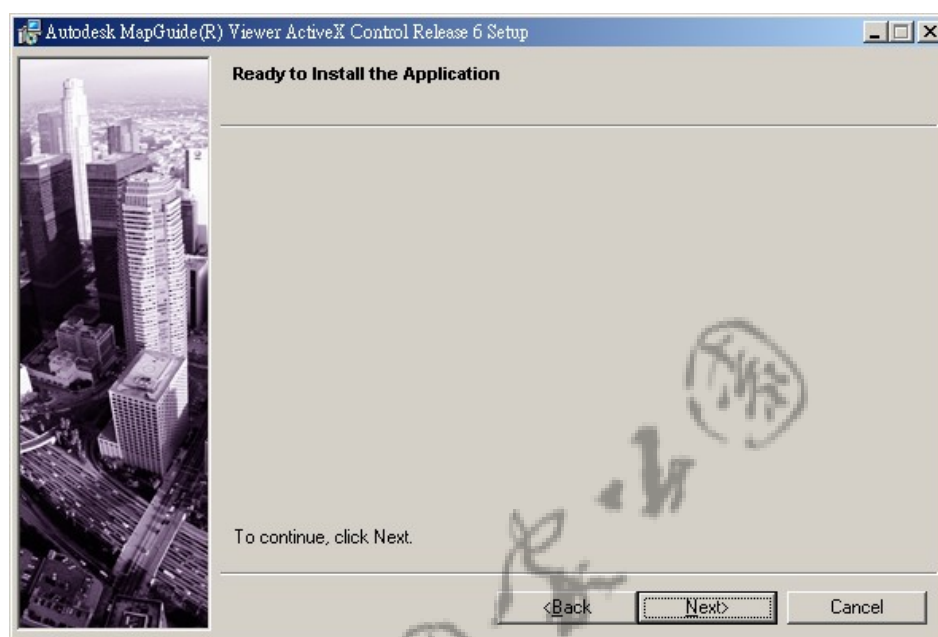 Autodesk MapGuide(R) Viewer ActiveX Control Release 6 Setup
Ready to Install the Application
To continue, click Next.
<Back
Next>
Cancel